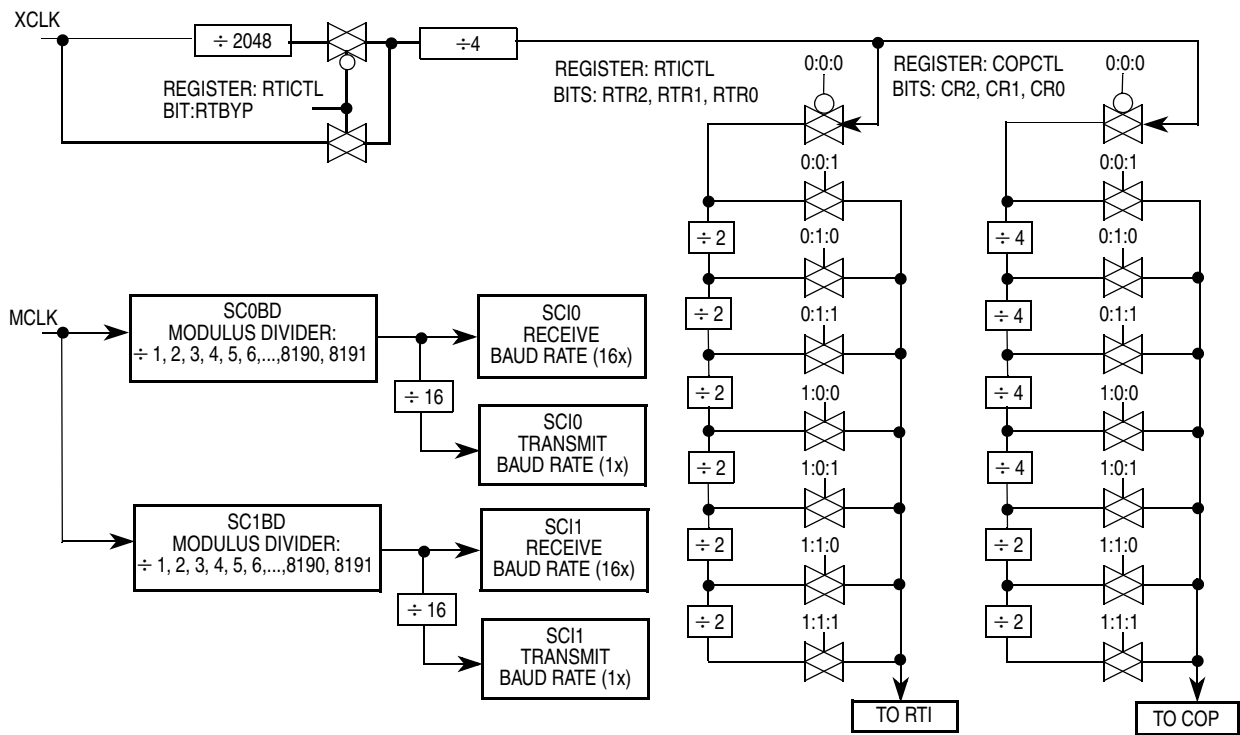 XCLK
÷ 2048
÷4
REGISTER: RTICTL
BIT:RTBYP
REGISTER: RTICTL
BITS: RTR2, RTR1, RTR0
0:0:0
REGISTER: COPCTL
BITS: CR2, CR1, CR0
0:0:0
0:0:1
÷ 2
0:1:0
÷ 2
0:1:1
÷ 2
1:0:0
÷ 2
1:0:1
÷ 2
1:1:0
÷ 2
1:1:1
TO RTI
0:0:1
÷ 4
0:1:0
÷ 4
0:1:1
÷ 4
1:0:0
÷ 4
1:0:1
÷ 2
1:1:0
÷ 2
1:1:1
TO COP
MCLK
SC0BD
MODULUS DIVIDER:
÷ 1, 2, 3, 4, 5, 6,...,8190, 8191
SCI0
RECEIVE
BAUD RATE (16x)
÷ 16
SCI0
TRANSMIT
BAUD RATE (1x)
SC1BD
MODULUS DIVIDER:
÷ 1, 2, 3, 4, 5, 6,...,8190, 8191
SCI1
RECEIVE
BAUD RATE (16x)
÷ 16
SCI1
TRANSMIT
BAUD RATE (1x)